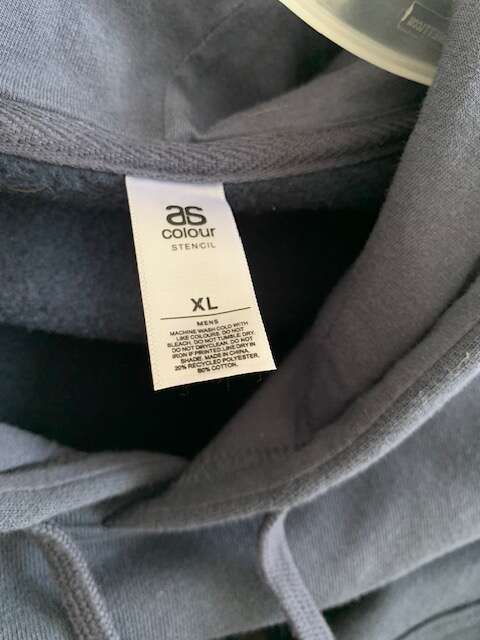 as
colour
STENCIL
XL
MENS
MACHINE WASH COLD WITH
LIKE COLOURS. DO NOT
BLEACH. DO NOT TUMBLE DRY.
DO NOT DRYCLEAN. DO NOT
IRON IF PRINTED. LINE DRY IN
SHADE. MADE IN CHINA.
20% RECYCLED POLYESTER,
80% COTTON.